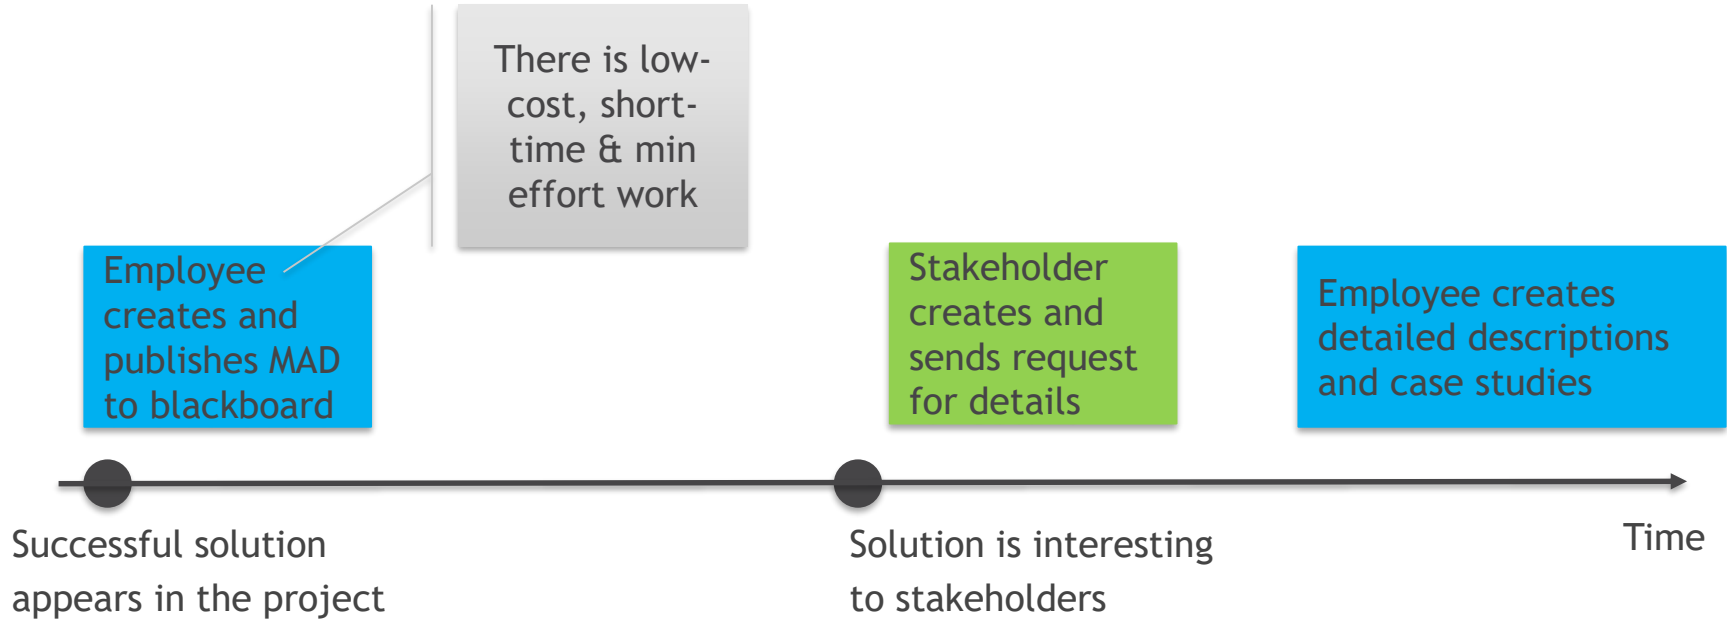 There is low-
cost, short-
time & min
effort work
Employee
creates and
publishes MAD
to blackboard
Stakeholder
creates and
sends request
for details
Employee creates
detailed descriptions
and case studies
Successful solution
appears in the project
Solution is interesting
to stakeholders
Time